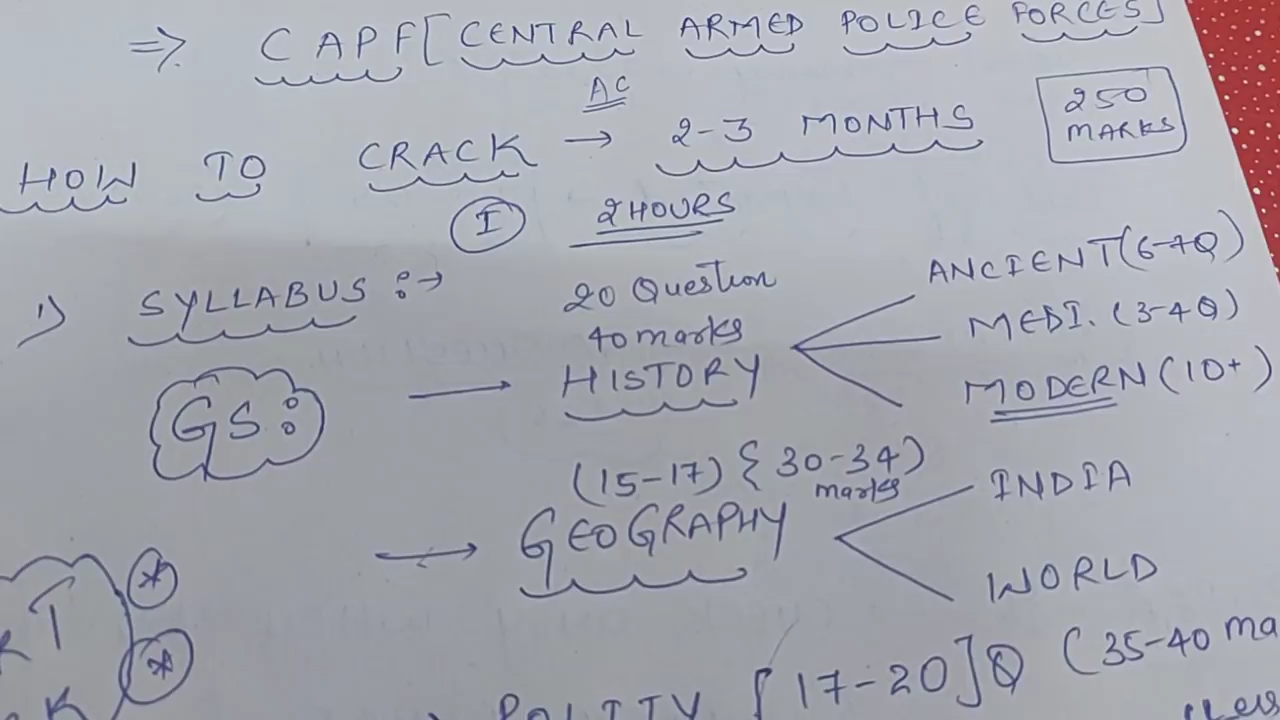 ⇒ CAPF [CENTRAL ARMED POLICE FORCES]
AC
HOW TO CRACK → 2-3 MONTHS
250 MARKS
I 2 HOURS
1) SYLLABUS :→
20 Question
40 marks
GS: → HISTORY
ANCIENT (6-7Q)
MEDI. (3-4Q)
MODERN (10+)
(15-17) { 30-34)
marks
→ GEOGRAPHY
INDIA
WORLD
POLITY [17-20]Q (35-40 ma